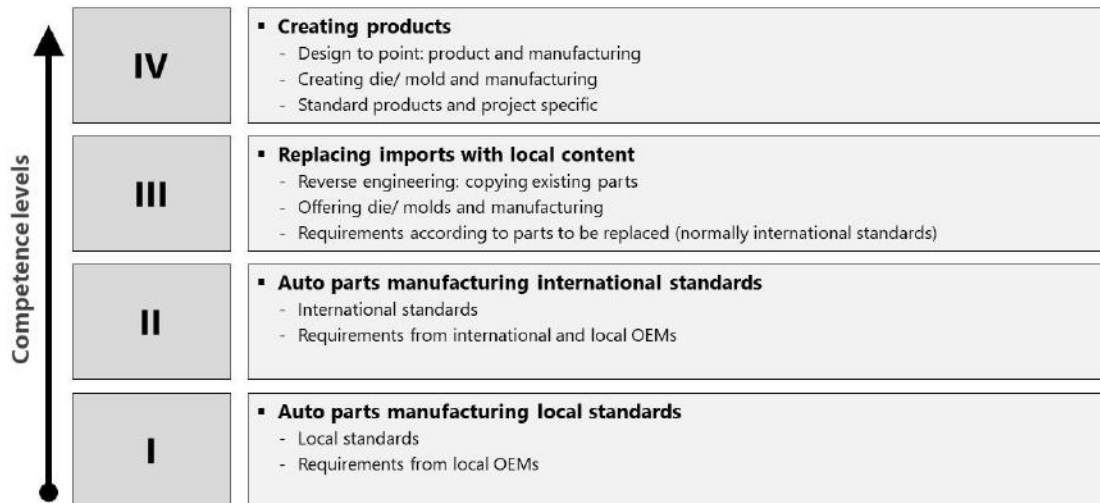 Competence levels
IV
▪ Creating products
- Design to point: product and manufacturing
- Creating die/ mold and manufacturing
- Standard products and project specific
III
▪ Replacing imports with local content
- Reverse engineering: copying existing parts
- Offering die/ molds and manufacturing
- Requirements according to parts to be replaced (normally international standards)
II
▪ Auto parts manufacturing international standards
- International standards
- Requirements from international and local OEMs
I
▪ Auto parts manufacturing local standards
- Local standards
- Requirements from local OEMs